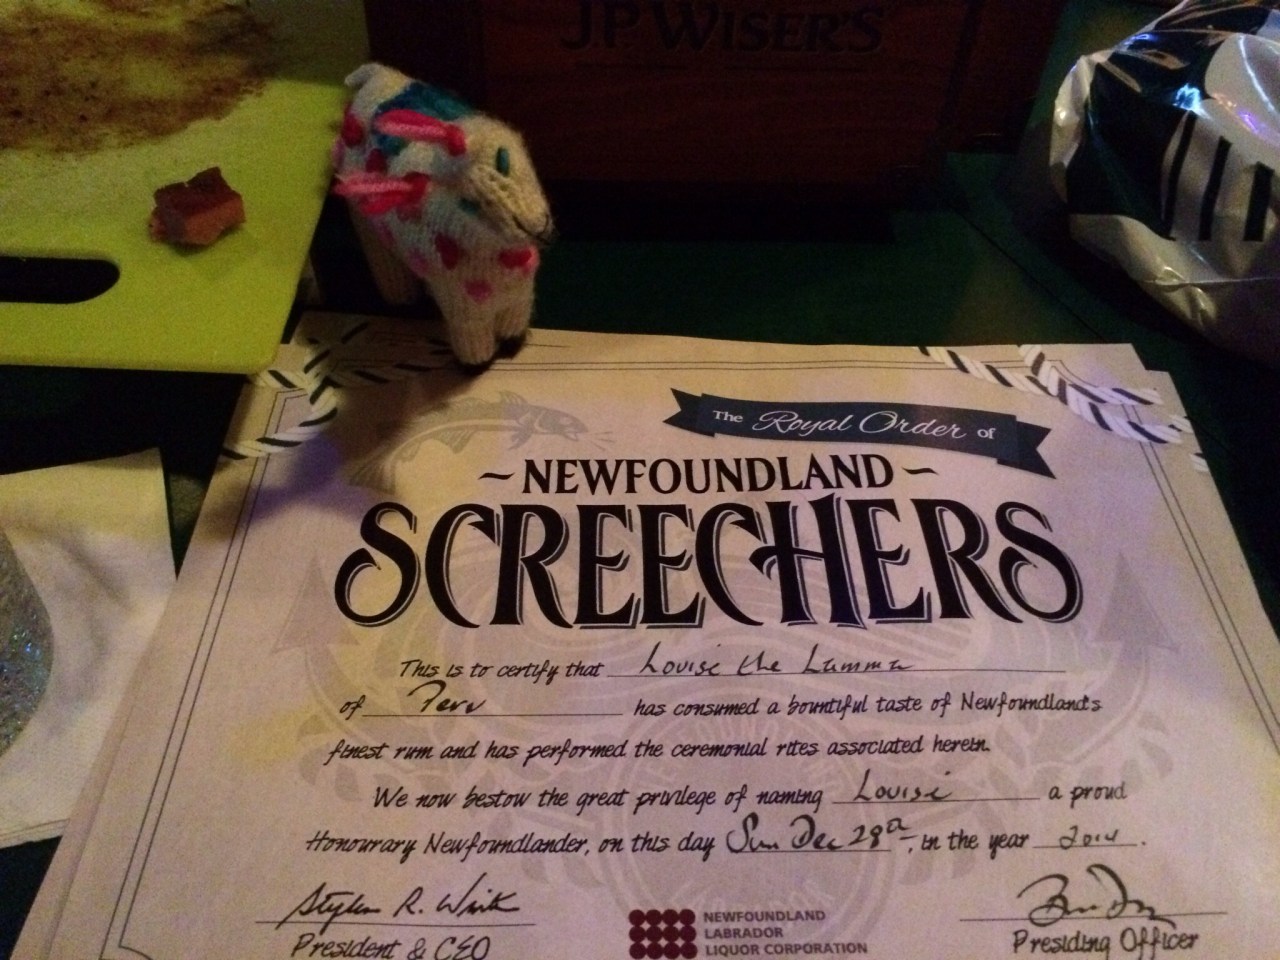 J.P. WISER'S
The Royal Order of
~NEWFOUNDLAND~
SCREECHERS
This is to certify that Louise the Lamma
of Peru has consumed a bountiful taste of Newfoundland's
finest rum and has performed the ceremonial rites associated herein.
We now bestow the great privilege of naming Louise a proud
Honourary Newfoundlander, on this day Sun Dec 28th, in the year 2014.
President & CEO
NEWFOUNDLAND
LABRADOR
LIQUOR CORPORATION
Presiding Officer